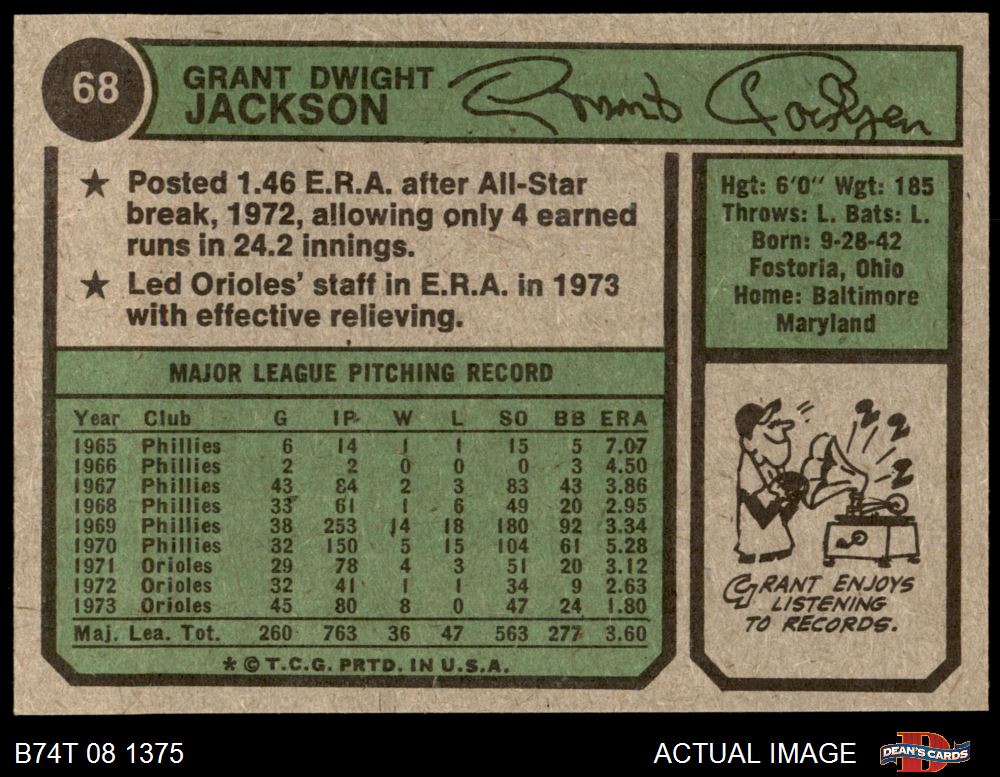 68
GRANT DWIGHT
JACKSON
Grant Jackson
★ Posted 1.46 E.R.A. after All-Star
break, 1972, allowing only 4 earned
runs in 24.2 innings.
★ Led Orioles' staff in E.R.A. in 1973
with effective relieving.
Hgt: 6'0" Wgt: 185
Throws: L. Bats: L.
Born: 9-28-42
Fostoria, Ohio
Home: Baltimore
Maryland
MAJOR LEAGUE PITCHING RECORD
Year Club G IP W L SO BB ERA
1965 Phillies 6 14 1 1 15 5 7.07
1966 Phillies 2 2 0 0 0 3 4.50
1967 Phillies 43 84 2 3 83 43 3.86
1968 Phillies 33 61 1 6 49 20 2.95
1969 Phillies 38 253 14 18 180 92 3.34
1970 Phillies 32 150 5 15 104 61 5.28
1971 Orioles 29 78 4 3 51 20 3.12
1972 Orioles 32 41 1 1 34 9 2.63
1973 Orioles 45 80 8 0 47 24 1.80
Maj. Lea. Tot. 260 763 36 47 563 277 3.60
* © T.C.G. PRTD. IN U.S.A.
GRANT ENJOYS
LISTENING
TO RECORDS.
B74T 08 1375
ACTUAL IMAGE
DEAN'S CARDS